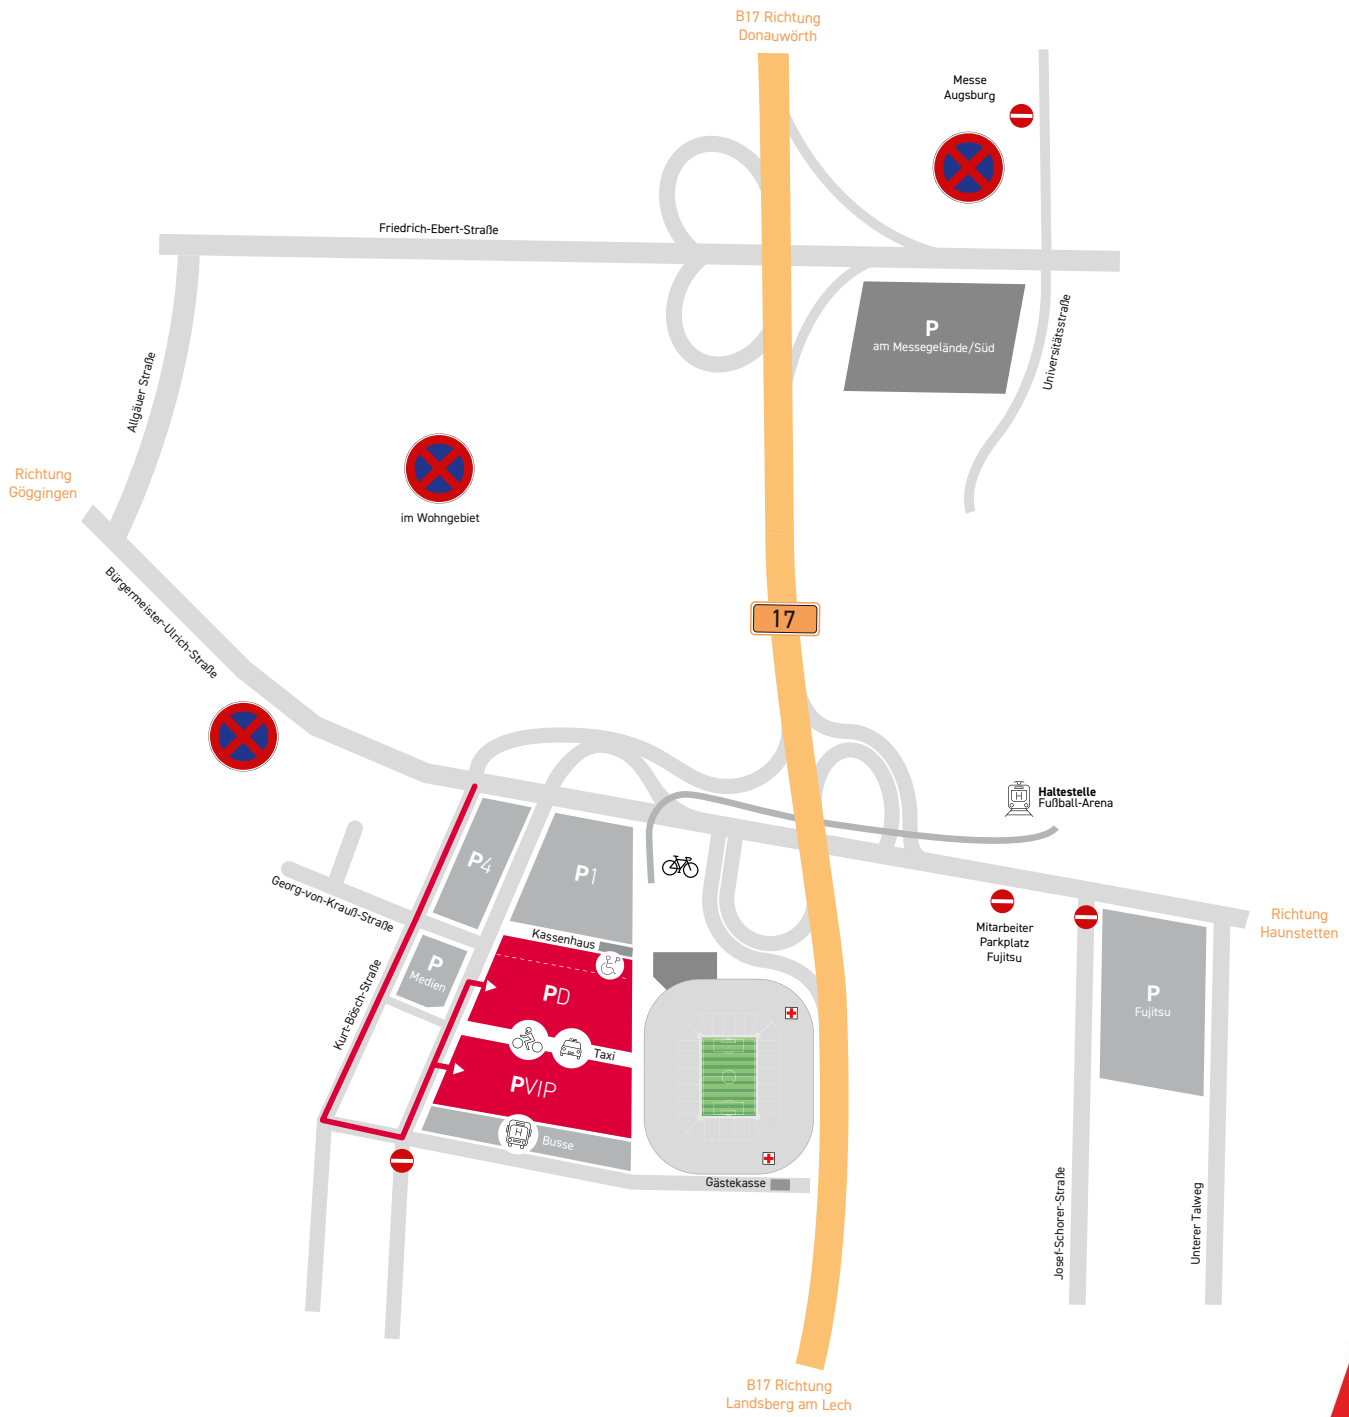 B17 Richtung
Donauwörth
Messe
Augsburg
Friedrich-Ebert-Straße
P
am Messegelände/Süd
Universitätsstraße
Allgäuer Straße
Richtung
Göggingen
im Wohngebiet
Bürgermeister-Ulrich-Straße
17
H
Haltestelle
Fußball-Arena
P4
P1
Georg-von-Krauß-Straße
Kassenhaus
P
P
Medien
Kurt-Bösch-Straße
PD
Taxi
PVIP
H
Busse
Gästekasse
Mitarbeiter
Parkplatz
Fujitsu
Richtung
Haunstetten
P
Fujitsu
Josef-Schorer-Straße
Unterer Talweg
B17 Richtung
Landsberg am Lech